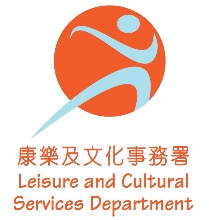 康樂及文化事務署
Leisure and Cultural
Services Department